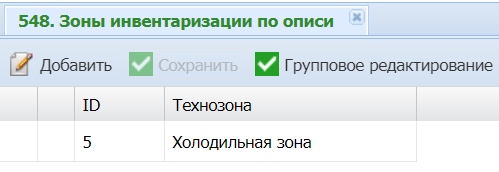 548. Зоны инвентаризации по описи
Добавить Сохранить Групповое редактирование
ID Технозона
5 Холодильная зона